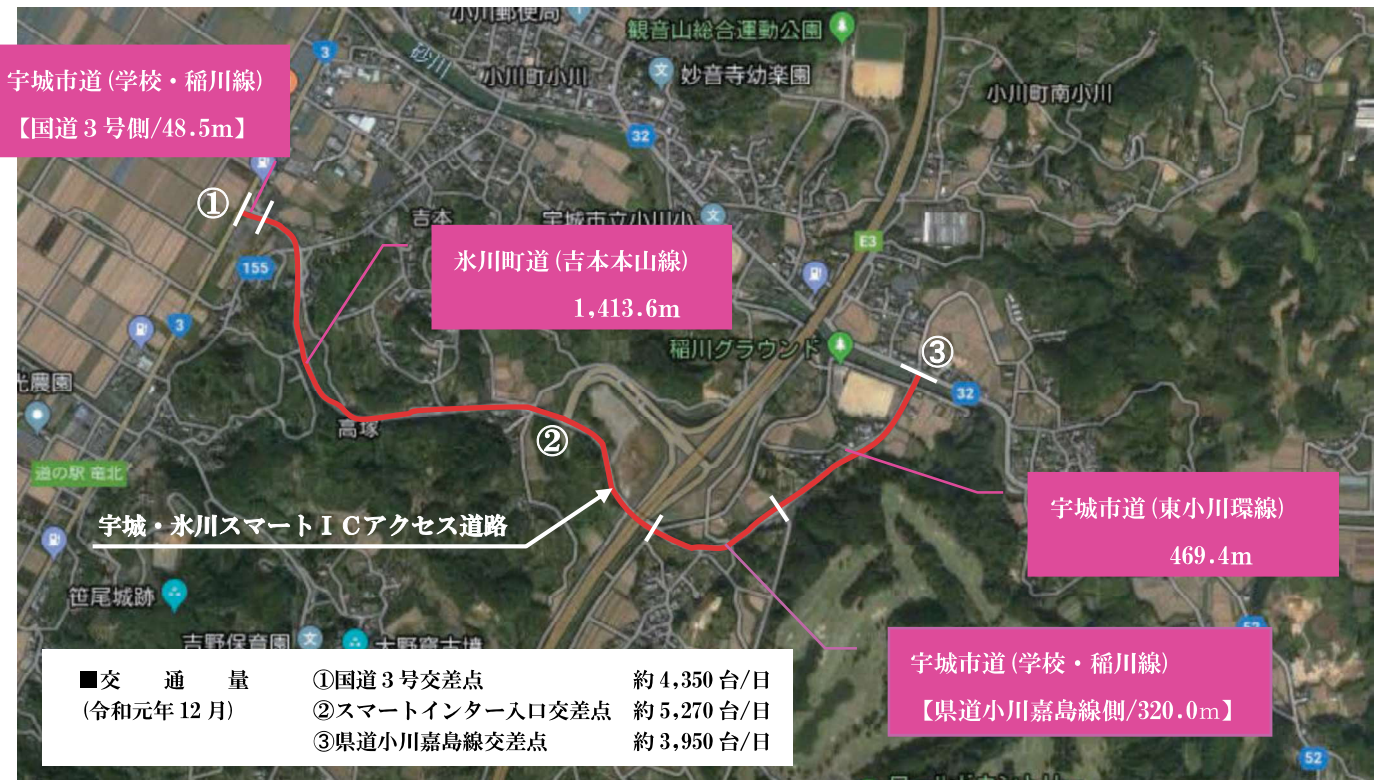 小川郵便局
観音山総合運動公園
3
砂川
小川町小川
妙音寺幼楽園
小川町南小川
宇城市道(学校・稲川線)
【国道3号側/48.5m】
32
①
吉本
宇城市立小川小
E3
氷川町道(吉本本山線)
1,413.6m
155
3
稲川グラウンド
③
32
高塚
②
道の駅 竜北
宇城・氷川スマートICアクセス道路
宇城市道(東小川環線)
469.4m
笹尾城跡
吉野保育園
大野窟古墳
52
宇城市道(学校・稲川線)
【県道小川嘉島線側/320.0m】
■交 通 量 ①国道3号交差点 約4,350台/日
(令和元年12月) ②スマートインター入口交差点 約5,270台/日
③県道小川嘉島線交差点 約3,950台/日
52